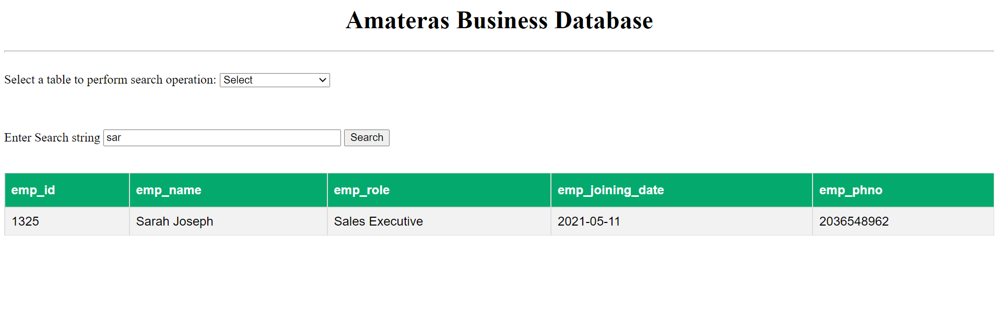 Amateras Business Database
Select a table to perform search operation: Select
Enter Search string sar Search
emp_id emp_name emp_role emp_joining_date emp_phno
1325 Sarah Joseph Sales Executive 2021-05-11 2036548962